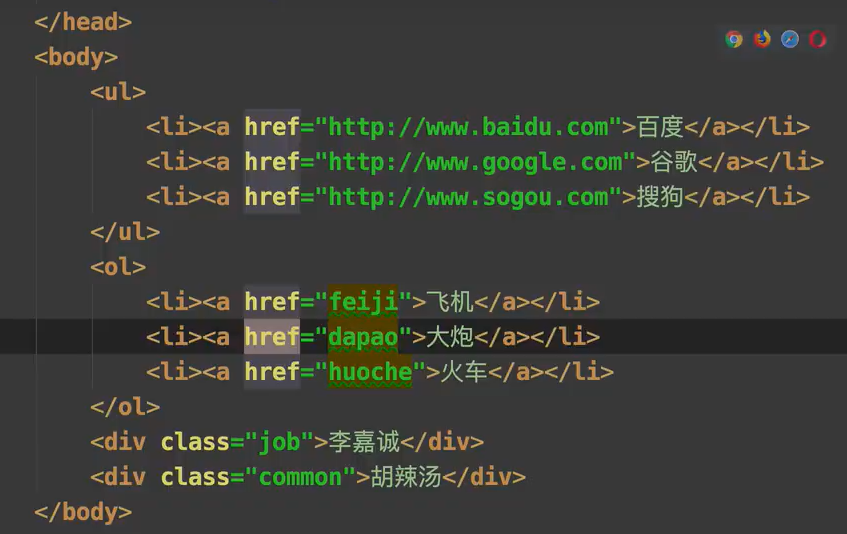 </head>
<body>
<ul>
<li><a href="http://www.baidu.com">百度</a></li>
<li><a href="http://www.google.com">谷歌</a></li>
<li><a href="http://www.sogou.com">搜狗</a></li>
</ul>
<ol>
<li><a href="feiji">飞机</a></li>
<li><a href="dapao">大炮</a></li>
<li><a href="huoche">火车</a></li>
</ol>
<div class="job">李嘉诚</div>
<div class="common">胡辣汤</div>
</body>